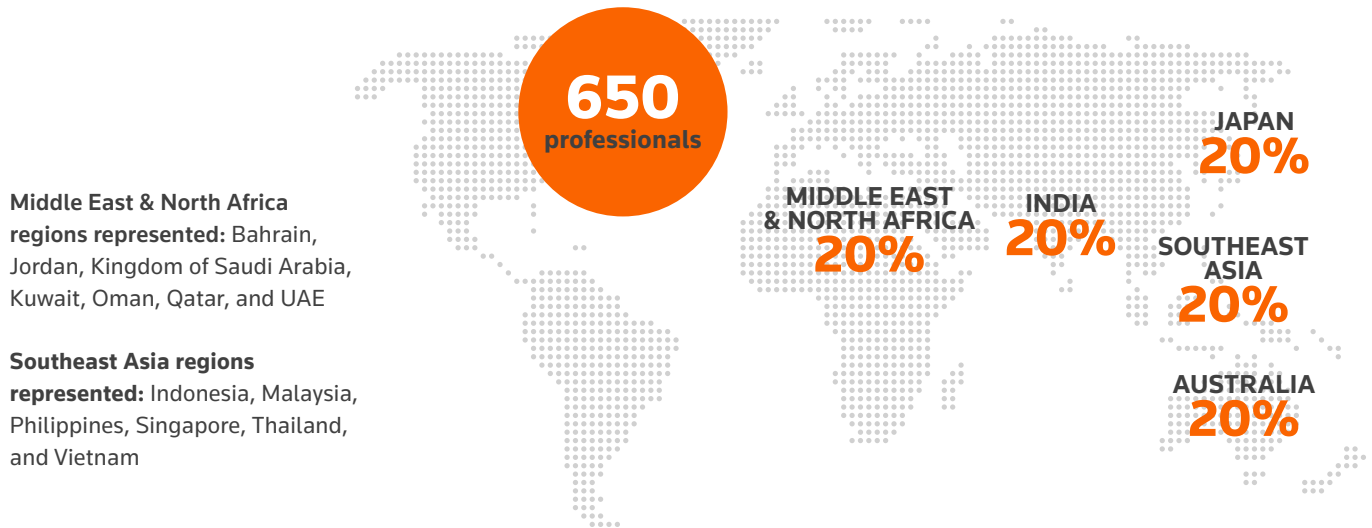 650
professionals
JAPAN
20%
MIDDLE EAST
& NORTH AFRICA
20%
INDIA
20%
SOUTHEAST
ASIA
20%
AUSTRALIA
20%
Middle East & North Africa
regions represented: Bahrain,
Jordan, Kingdom of Saudi Arabia,
Kuwait, Oman, Qatar, and UAE
Southeast Asia regions
represented: Indonesia, Malaysia,
Philippines, Singapore, Thailand,
and Vietnam